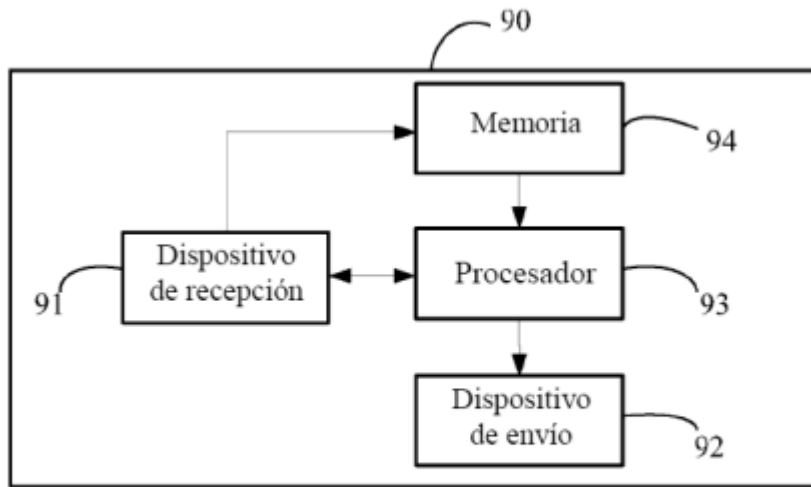 90
Memoria
94
Dispositivo
de recepción
91
Procesador
93
Dispositivo
de envío
92